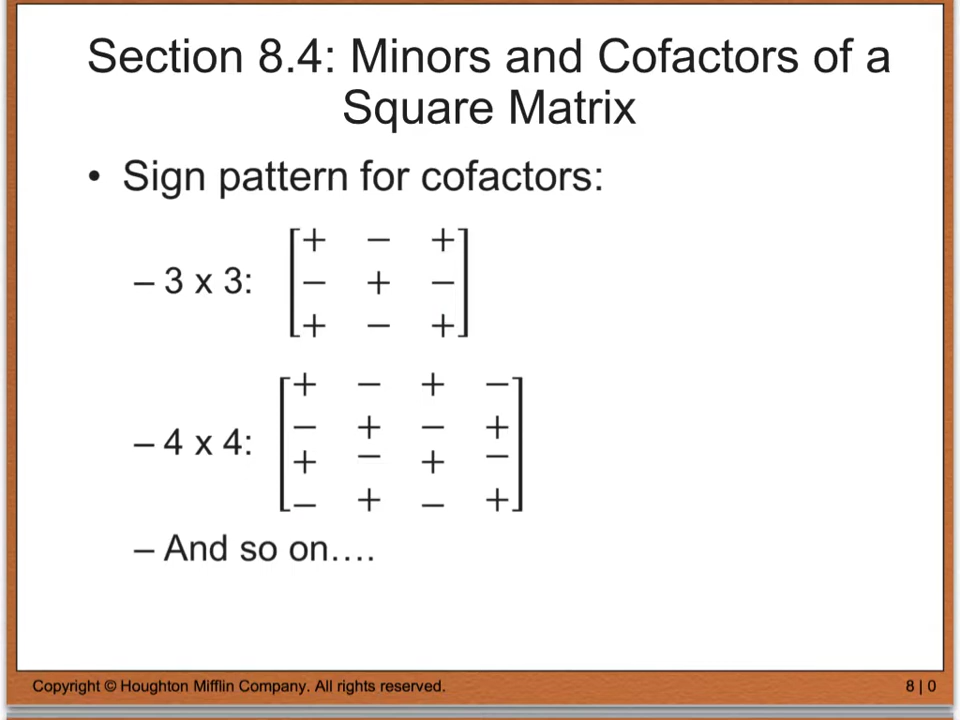 Section 8.4: Minors and Cofactors of a
Square Matrix
• Sign pattern for cofactors:
– 3 x 3:
+ − +
− + −
+ − +
– 4 x 4:
+ − + −
− + − +
+ − + −
− + − +
– And so on….
Copyright © Houghton Mifflin Company. All rights reserved.
8 | 0